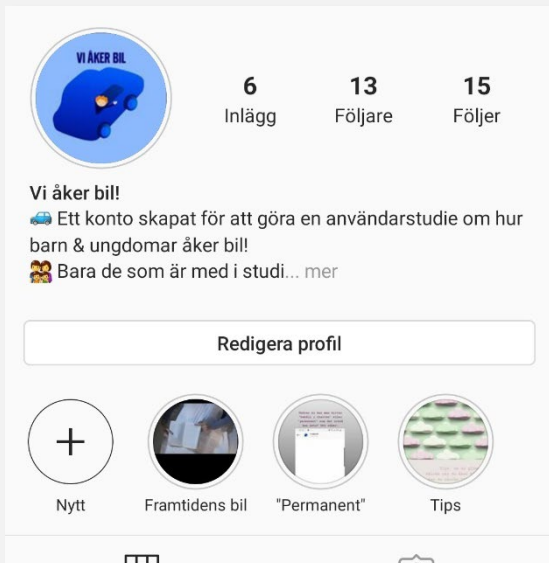 VI ÅKER BIL
6 13 15
Inlägg Följare Följer
Vi åker bil!
🚙 Ett konto skapat för att göra en användarstudie om hur
barn & ungdomar åker bil!
👨‍👩‍👧‍👦 Bara de som är med i studi... mer
Redigera profil
+
Nytt Framtidens bil "Permanent" Tips